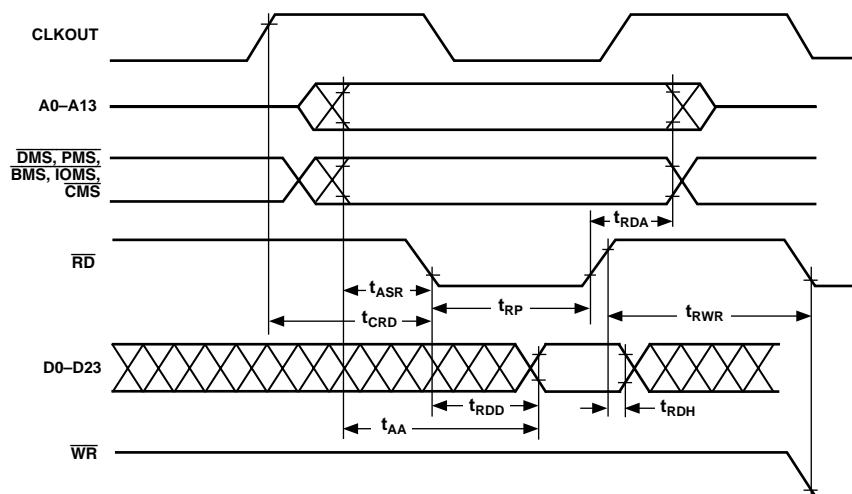 CLKOUT
A0–A13
DMS, PMS,
BMS, IOMS,
CMS
tRDA
RD
tASR
tCRD
tRP
tRWR
D0–D23
tRDD
tRDH
tAA
WR